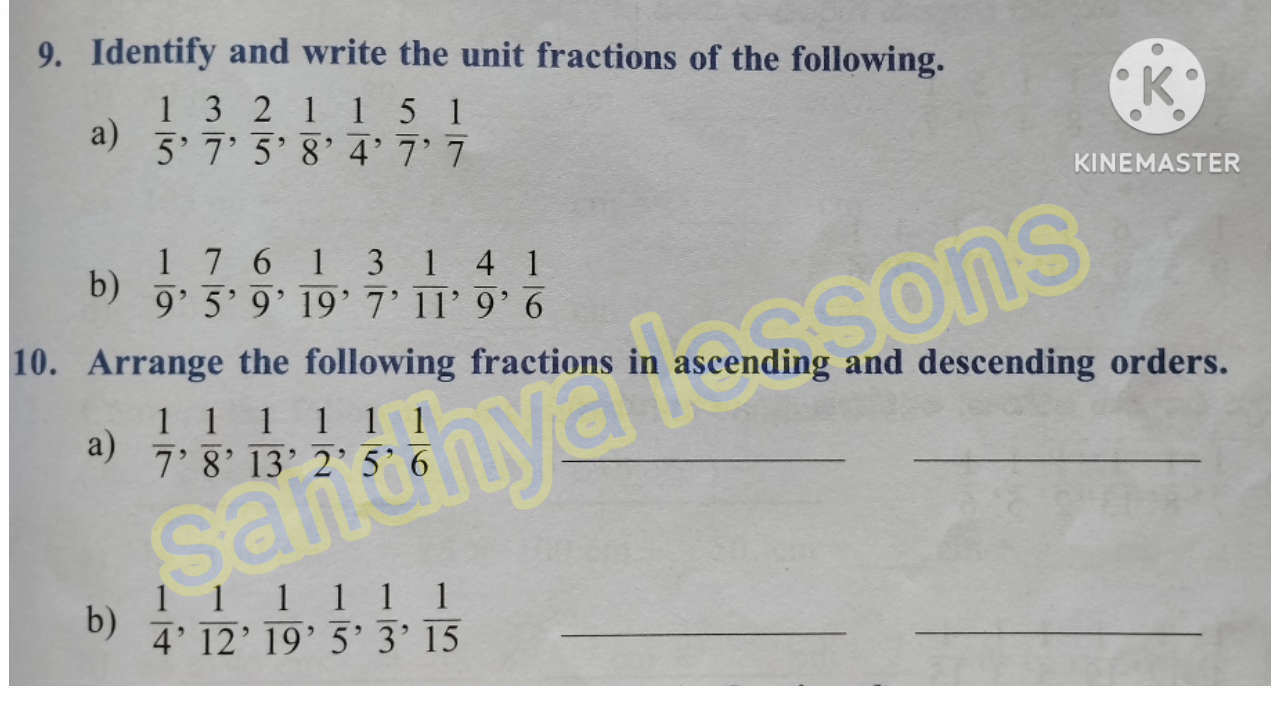 9. Identify and write the unit fractions of the following.
a) 1/5, 3/7, 2/5, 1/8, 1/4, 5/7, 1/7
b) 1/9, 7/5, 6/9, 1/19, 3/7, 1/11, 4/9, 1/6
10. Arrange the following fractions in ascending and descending orders.
a) 1/7, 1/8, 1/13, 1/2, 1/5, 1/6
b) 1/4, 1/12, 1/19, 1/5, 1/3, 1/15
K
KINEMASTER
sandhya lessons